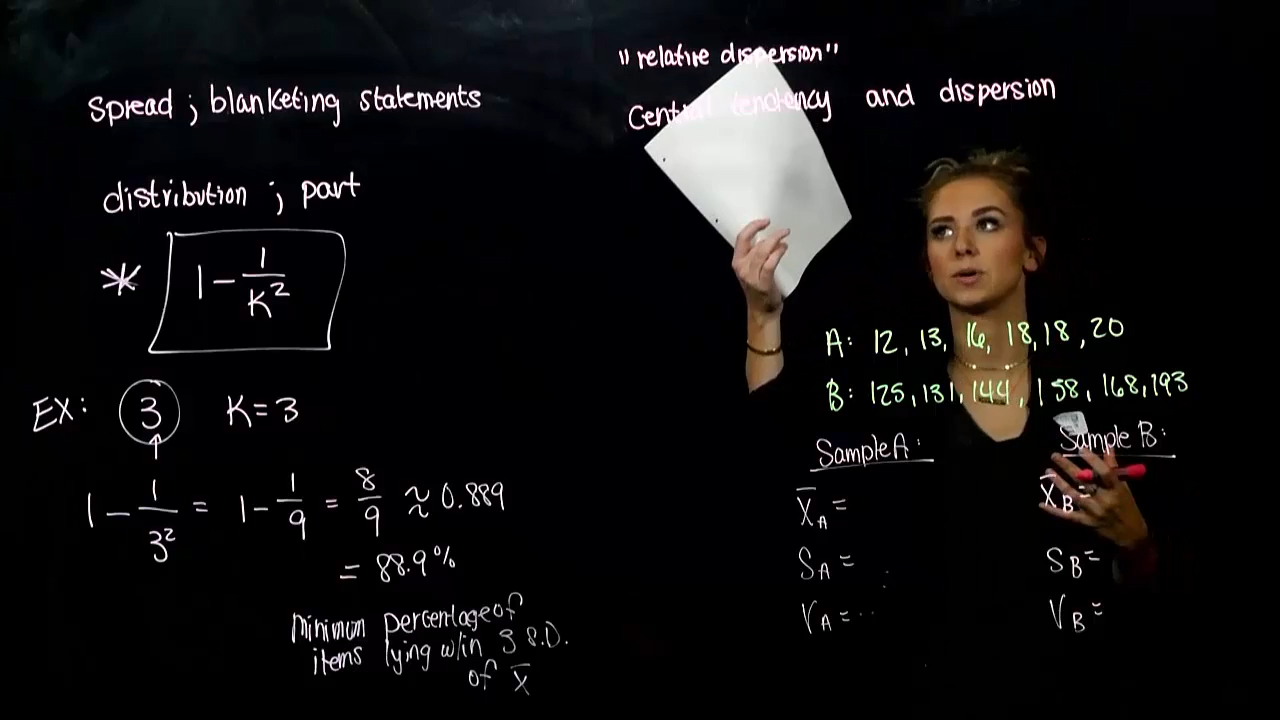 spread ; blanketing statements
distribution ; part
* 1 - 1/K²
EX: 3 K=3
1 - 1/3² = 1 - 1/9 = 8/9 ≈ 0.889
= 88.9%
Minimum percentage of
items lying w/in 3 S.D.
of x̄
"relative dispersion"
Central tendency and dispersion
A: 12, 13, 16, 18, 18, 20
B: 125, 131, 144, 158, 168, 193
Sample A: Sample B:
x̄A = x̄B =
SA = SB =
VA = VB =